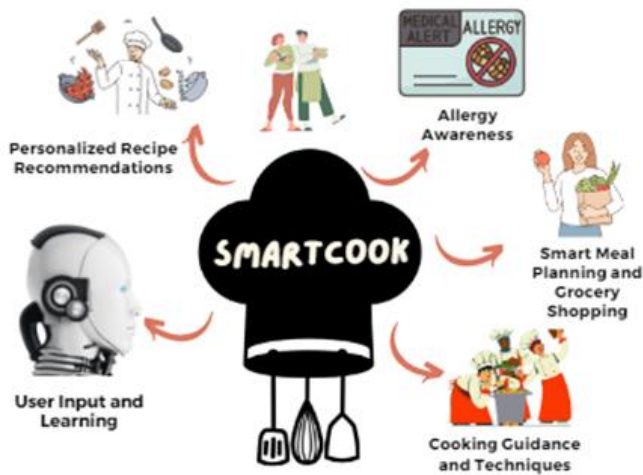 MEDICAL
ALERT
ALLERGY
Allergy
Awareness
Personalized Recipe
Recommendations
SMARTCOOK
Smart Meal
Planning and
Grocery
Shopping
User Input and
Learning
Cooking Guidance
and Techniques